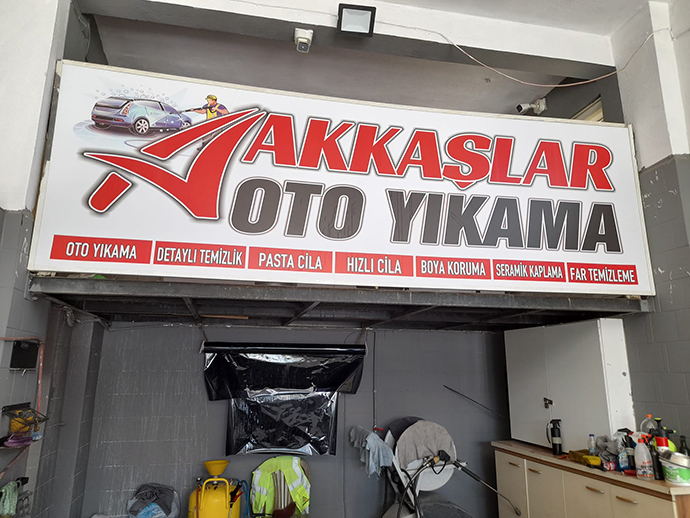 AKKAŞLAR
OTO YIKAMA
OTO YIKAMA DETAYLI TEMİZLİK PASTA CİLA HIZLI CİLA BOYA KORUMA SERAMİK KAPLAMA FAR TEMİZLEME